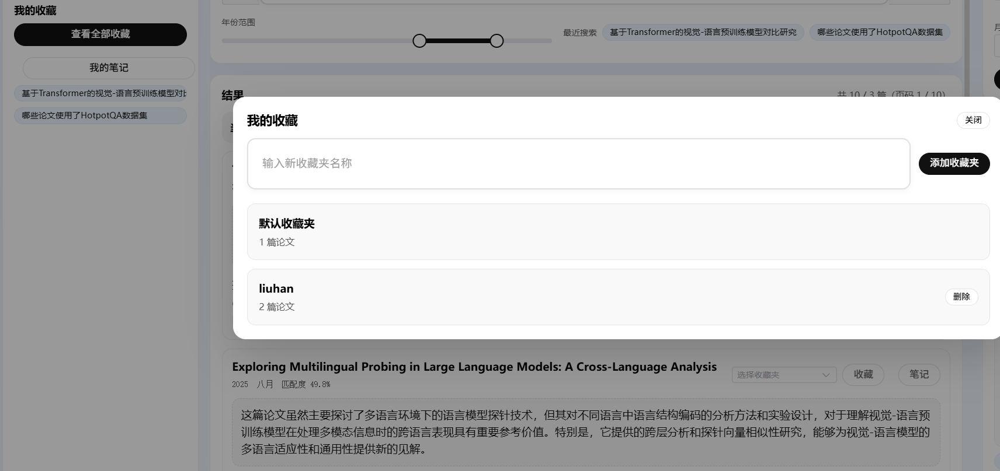 我的收藏
查看全部收藏
我的笔记
基于Transformer的视觉-语言预训练模型对比
哪些论文使用了HotpotQA数据集
年份范围
最近搜索
基于Transformer的视觉-语言预训练模型对比研究
哪些论文使用了HotpotQA数据集
结果
共 10 / 3 篇（页码 1 / 10）
我的收藏
关闭
输入新收藏夹名称
添加收藏夹
默认收藏夹
1 篇论文
liuhan
2 篇论文
删除
Exploring Multilingual Probing in Large Language Models: A Cross-Language Analysis
2025 八月 匹配度 49.8%
选择收藏夹
收藏
笔记
这篇论文虽然主要探讨了多语言环境下的语言模型探针技术，但其对不同语言中语言结构编码的分析方法和实验设计，对于理解视觉-语言预
训练模型在处理多模态信息时的跨语言表现具有重要参考价值。特别是，它提供的跨层分析和探针向量相似性研究，能够为视觉-语言模型的
多语言适应性和通用性提供新的见解。